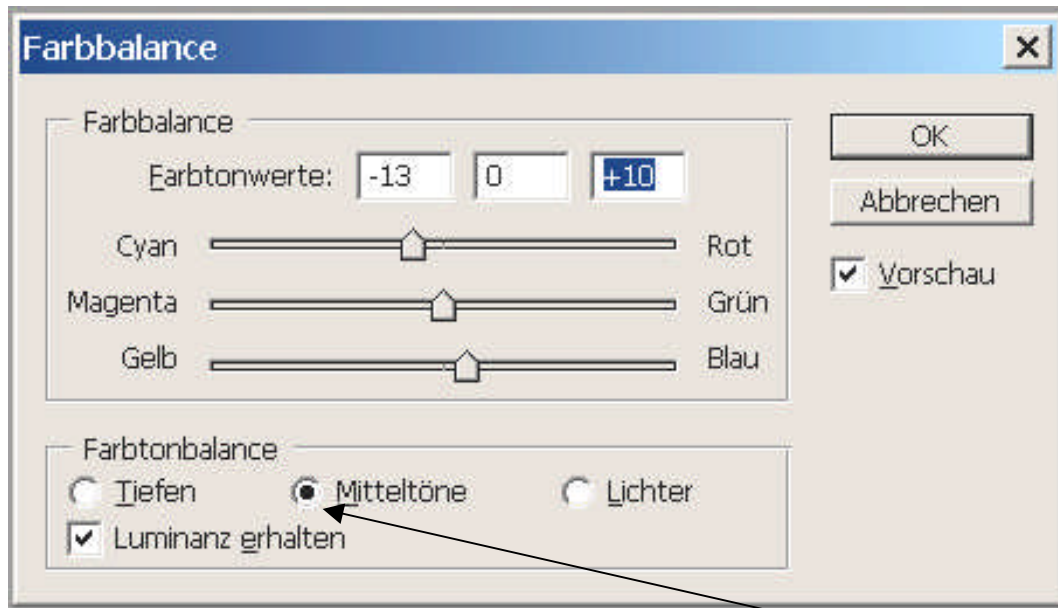 Farbbalance
Farbbalance
Farbtonwerte: -13 0 +10
Cyan Rot
Magenta Grün
Gelb Blau
Farbtonbalance
Tiefen Mitteltöne Lichter
Luminanz erhalten
OK
Abbrechen
Vorschau